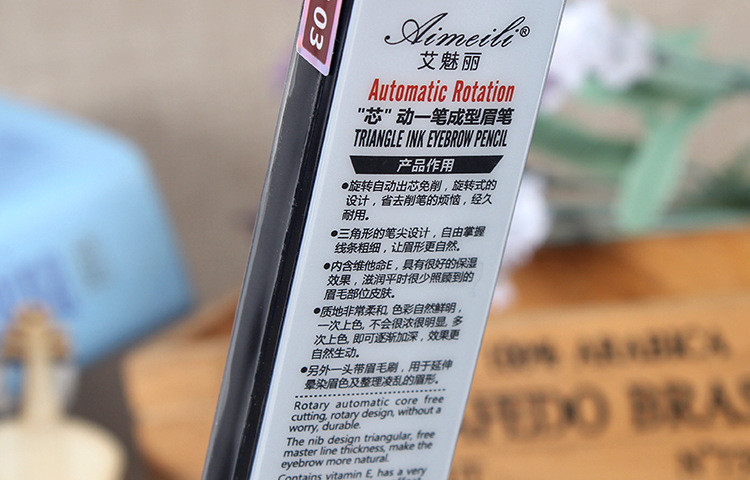 03
Aimeili®
艾魅丽
Automatic Rotation
"芯"动一笔成型眉笔
TRIANGLE INK EYEBROW PENCIL
产品作用
●旋转自动出芯免削，旋转式的
设计，省去削笔的烦恼，经久
耐用。
●三角形的笔尖设计，自由掌握
线条粗细，让眉形更自然。
●内含维他命E，具有很好的保湿
效果，滋润平时很少照顾到的
眉毛部位皮肤。
●质地非常柔和, 色彩自然鲜明，
一次上色, 不会很浓很明显, 多
次上色, 即可逐渐加深，效果更
自然生动。
●另外一头带眉毛刷，用于延伸
晕染眉色及整理凌乱的眉形。
Rotary automatic core free
cutting, rotary design, without a
worry, durable.
The nib design triangular, free
master line thickness, make the
eyebrow more natural.
Contains vitamin E, has a very
100% ARABICA
FEDO BRA